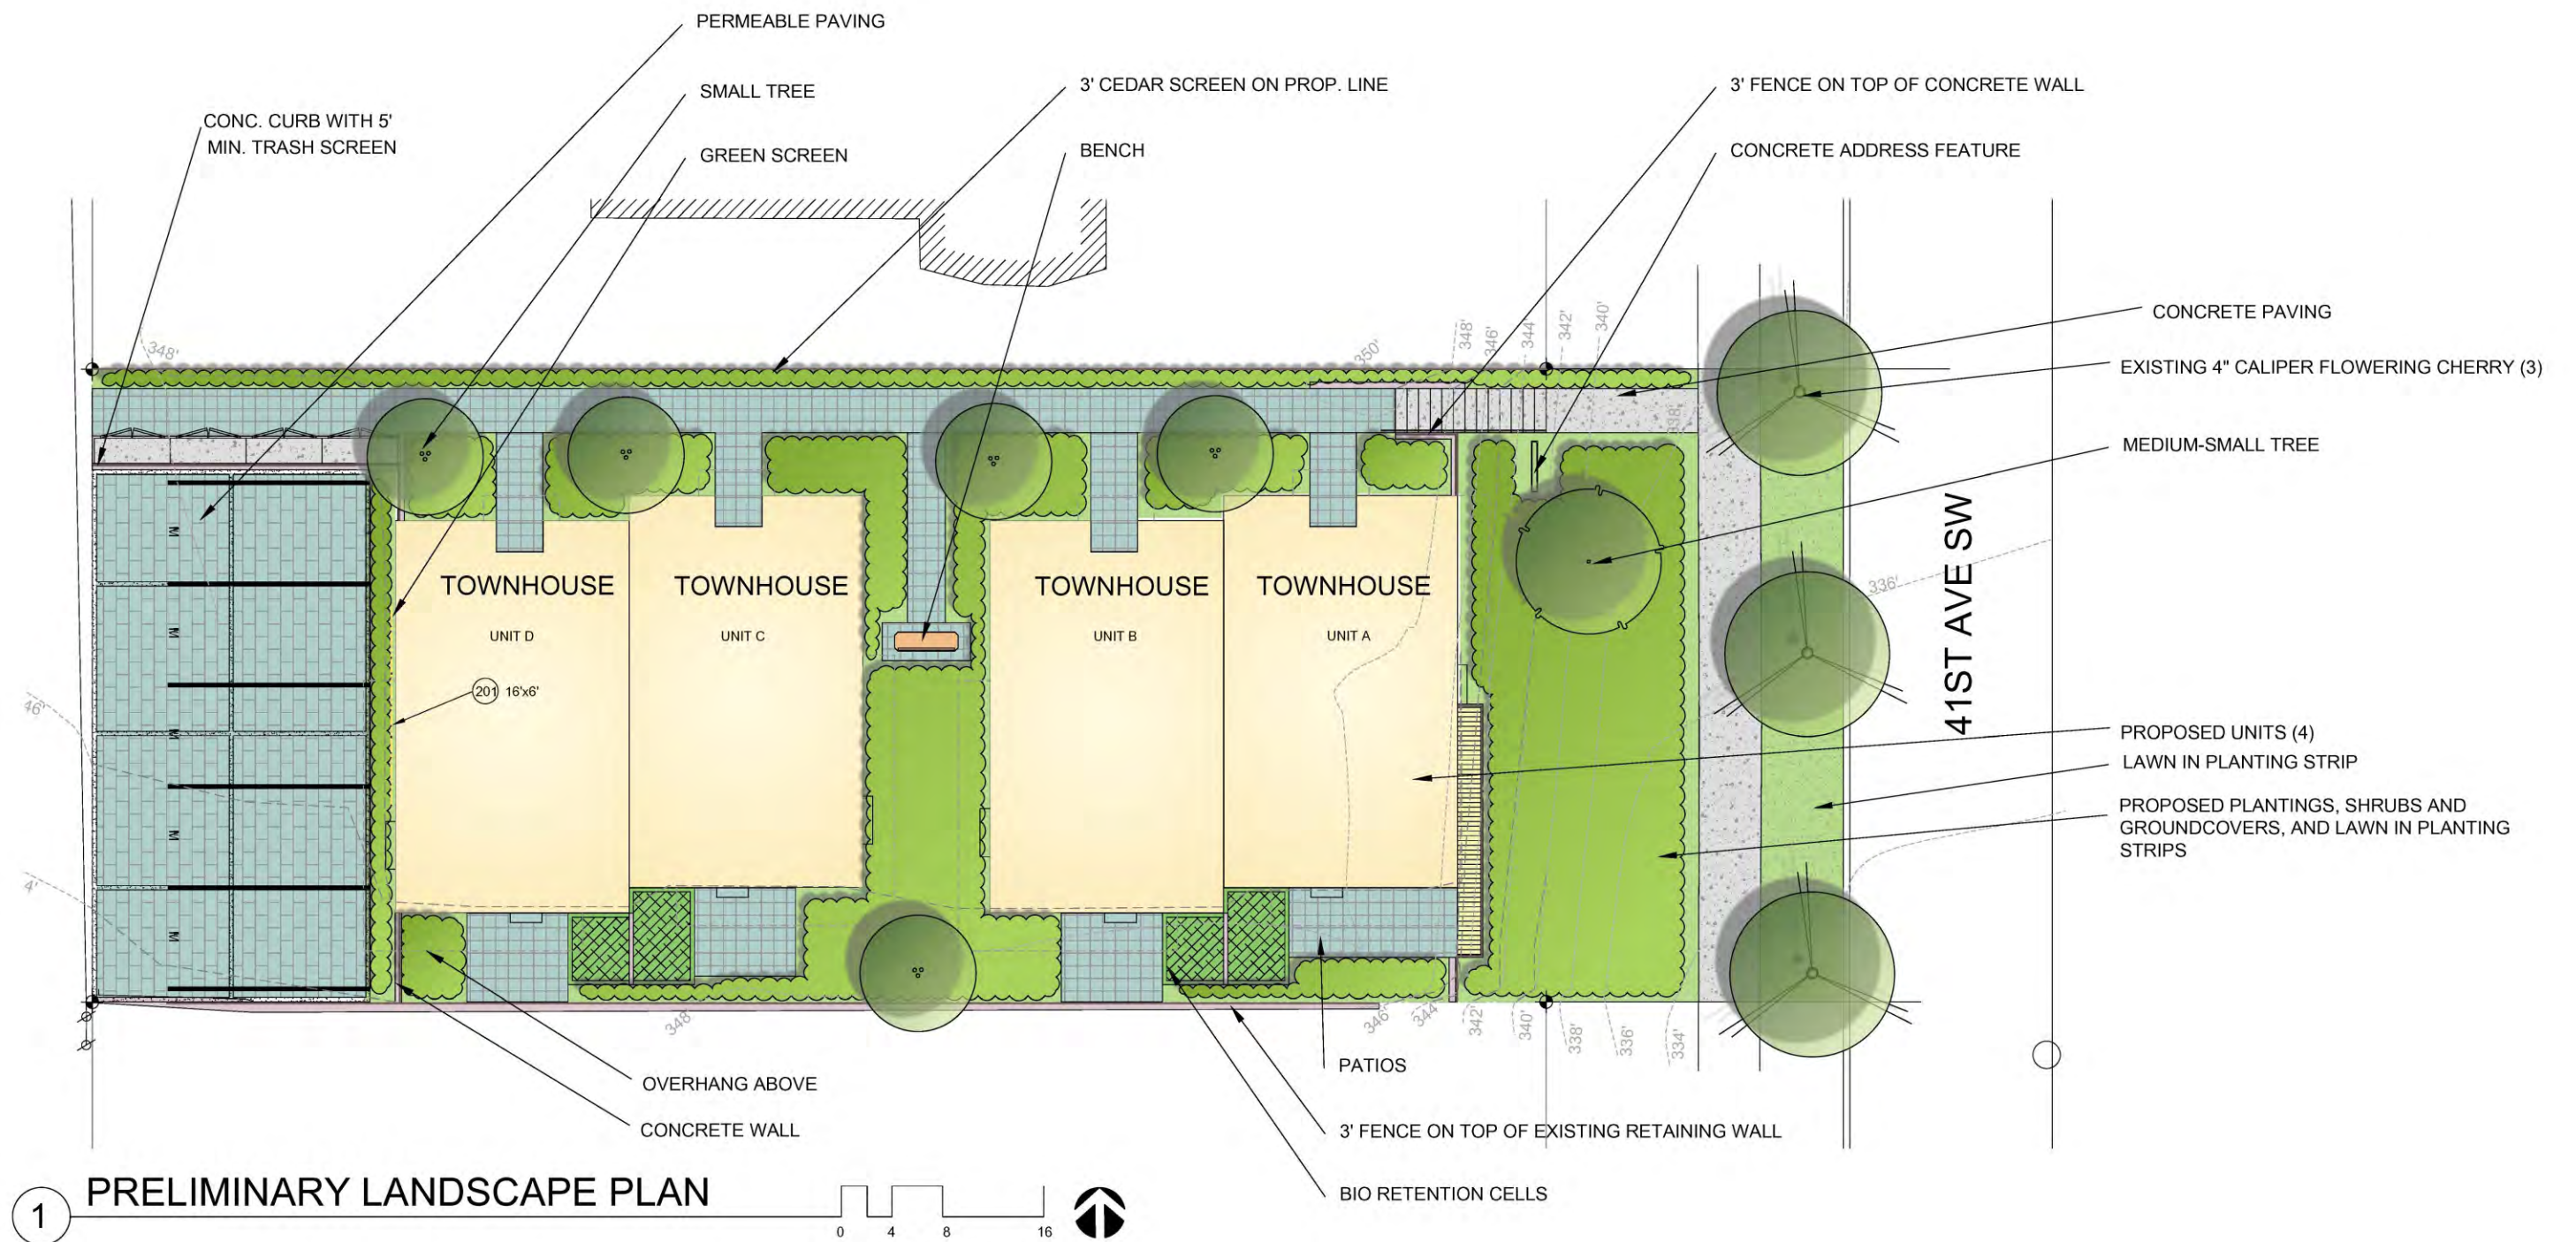 PERMEABLE PAVING
SMALL TREE
3' CEDAR SCREEN ON PROP. LINE
3' FENCE ON TOP OF CONCRETE WALL
CONC. CURB WITH 5'
MIN. TRASH SCREEN
GREEN SCREEN
BENCH
CONCRETE ADDRESS FEATURE
CONCRETE PAVING
EXISTING 4" CALIPER FLOWERING CHERRY (3)
MEDIUM-SMALL TREE
348'
350'
348'
346'
344'
342'
340'
338'
M
M
M
M
M
TOWNHOUSE
UNIT D
TOWNHOUSE
UNIT C
TOWNHOUSE
UNIT B
TOWNHOUSE
UNIT A
201 16'x6'
41ST AVE SW
336'
46'
4'
PROPOSED UNITS (4)
LAWN IN PLANTING STRIP
PROPOSED PLANTINGS, SHRUBS AND
GROUNDCOVERS, AND LAWN IN PLANTING
STRIPS
348'
346'
344'
342'
340'
338'
336'
334'
OVERHANG ABOVE
CONCRETE WALL
PATIOS
3' FENCE ON TOP OF EXISTING RETAINING WALL
BIO RETENTION CELLS
1 PRELIMINARY LANDSCAPE PLAN
0 4 8 16